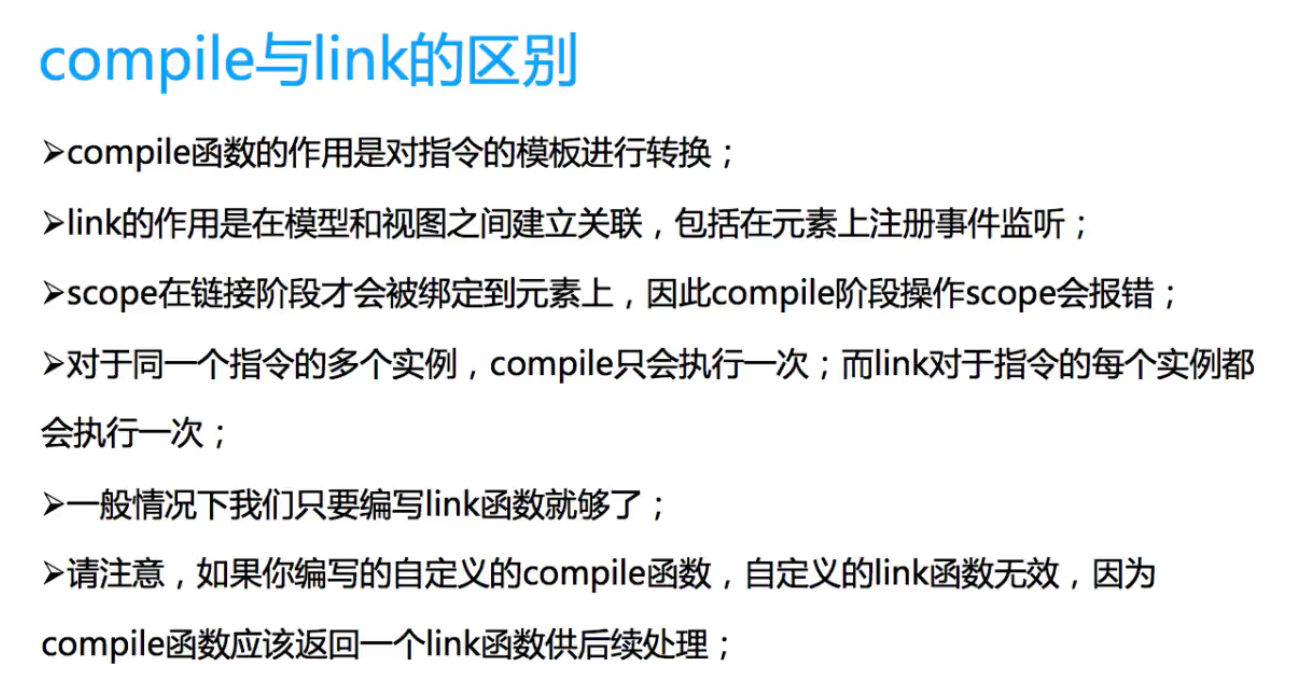 compile与link的区别
➢compile函数的作用是对指令的模板进行转换；
➢link的作用是在模型和视图之间建立关联，包括在元素上注册事件监听；
➢scope在链接阶段才会被绑定到元素上，因此compile阶段操作scope会报错；
➢对于同一个指令的多个实例，compile只会执行一次；而link对于指令的每个实例都
会执行一次；
➢一般情况下我们只要编写link函数就够了；
➢请注意，如果你编写的自定义的compile函数，自定义的link函数无效，因为
compile函数应该返回一个link函数供后续处理；